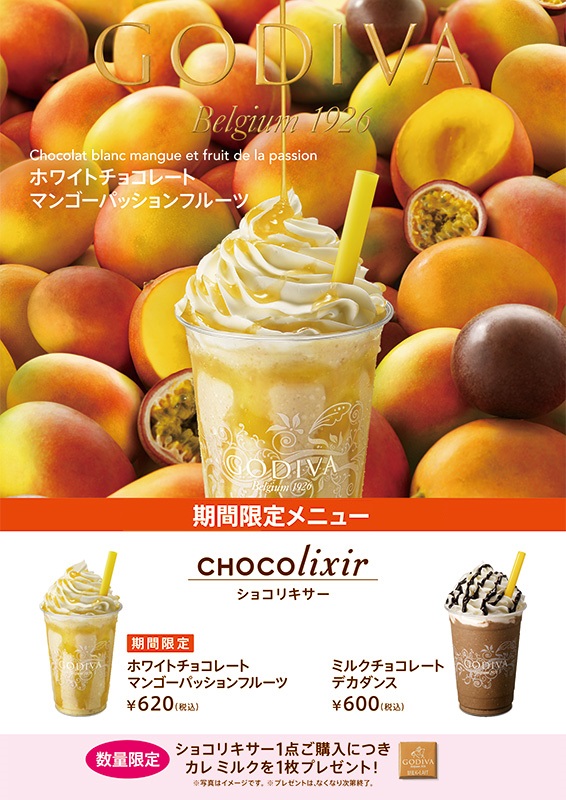 GODIVA
Belgium 1926
Chocolat blanc mangue et fruit de la passion
ホワイトチョコレート
マンゴーパッションフルーツ
GODIVA
Belgium 1926
期間限定メニュー
CHOCOlixir
ショコリキサー
期間限定
ホワイトチョコレート
マンゴーパッションフルーツ
¥620(税込)
GODIVA
ミルクチョコレート
デカダンス
¥600(税込)
GODIVA
数量限定
ショコリキサー1点ご購入につき
カレ ミルクを1枚プレゼント!
※写真はイメージです。 ※プレゼントは、なくなり次第終了。
GODIVA